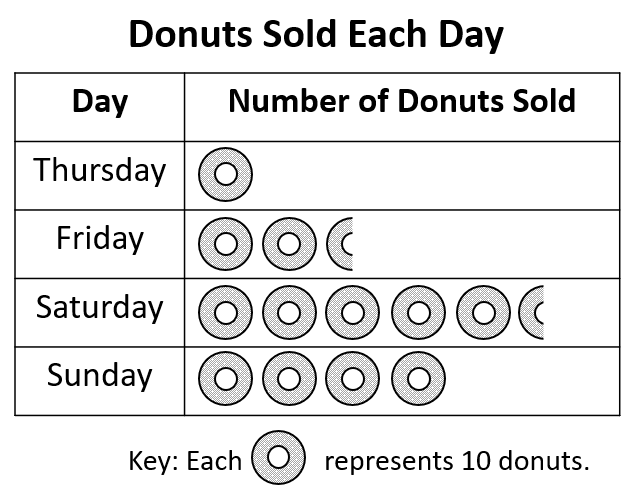 Donuts Sold Each Day
Day Number of Donuts Sold
Thursday
Friday
Saturday
Sunday
Key: Each represents 10 donuts.